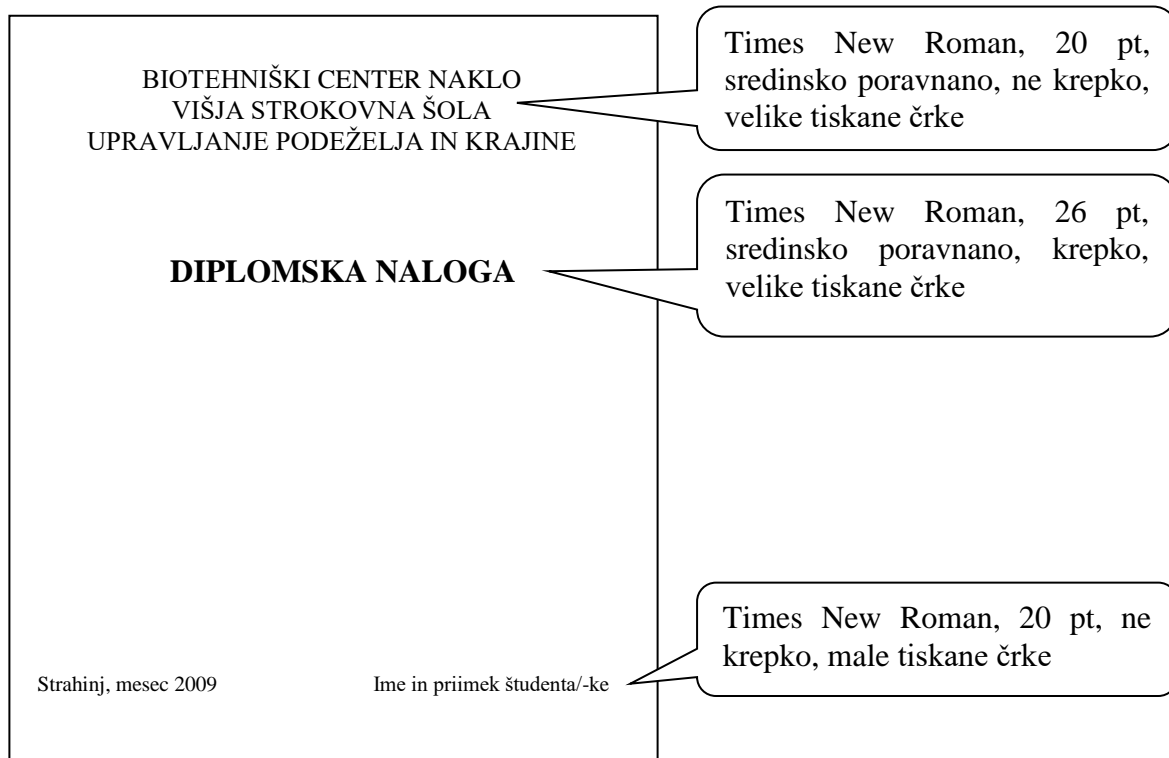 BIOTEHNIŠKI CENTER NAKLO
VIŠJA STROKOVNA ŠOLA
UPRAVLJANJE PODEŽELJA IN KRAJINE
Times New Roman, 20 pt,
sredinsko poravnano, ne krepko,
velike tiskane črke
DIPLOMSKA NALOGA
Times New Roman, 26 pt,
sredinsko poravnano, krepko,
velike tiskane črke
Strahinj, mesec 2009 Ime in priimek študenta/-ke
Times New Roman, 20 pt, ne
krepko, male tiskane črke